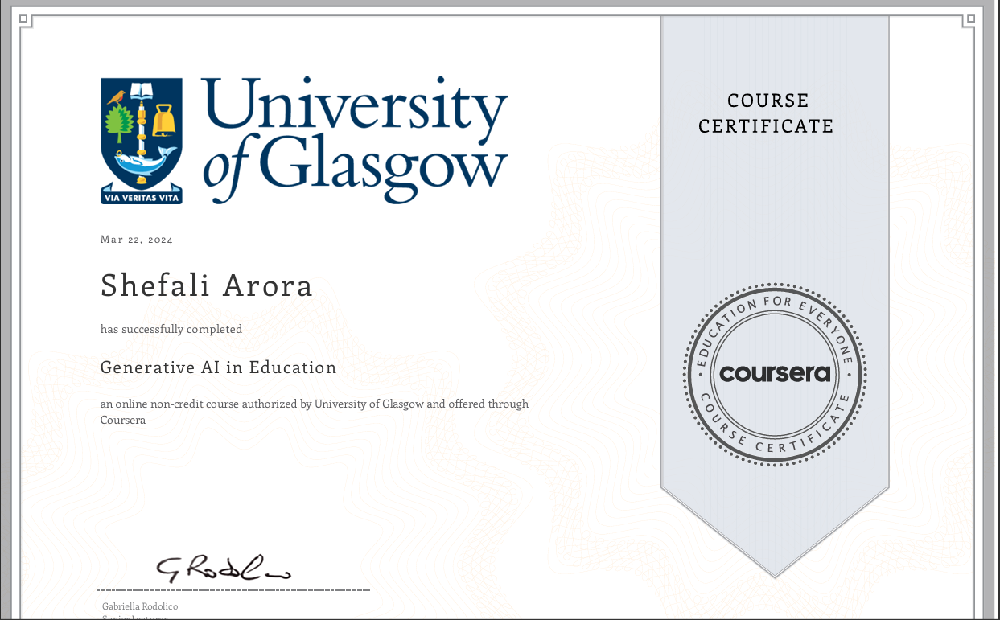 University
of Glasgow
VIA VERITAS VITA
COURSE
CERTIFICATE
Mar 22, 2024
Shefali Arora
has successfully completed
Generative AI in Education
an online non-credit course authorized by University of Glasgow and offered through
Coursera
EDUCATION FOR EVERYONE
coursera
COURSE CERTIFICATE
G Rodolico
Gabriella Rodolico
Senior Lecturer